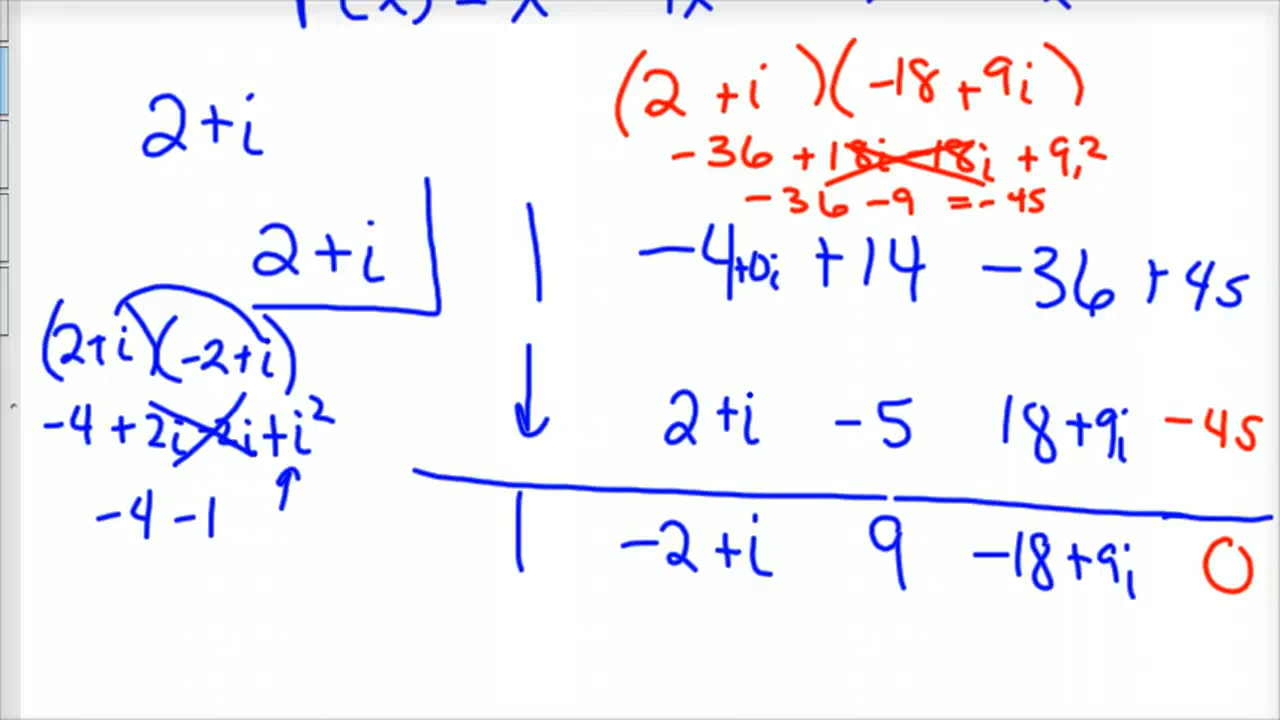 (2 + i)(-18 + 9i)
2+i
-36 + 18i - 18i + 9i²
-36 - 9 = -45
2+i 1 -4+0i +14 -36 +45
(2+i)(-2+i)
-4 + 2i - 2i + i²
2+i -5 18+9i -45
-4 - 1
1 -2+i 9 -18+9i 0